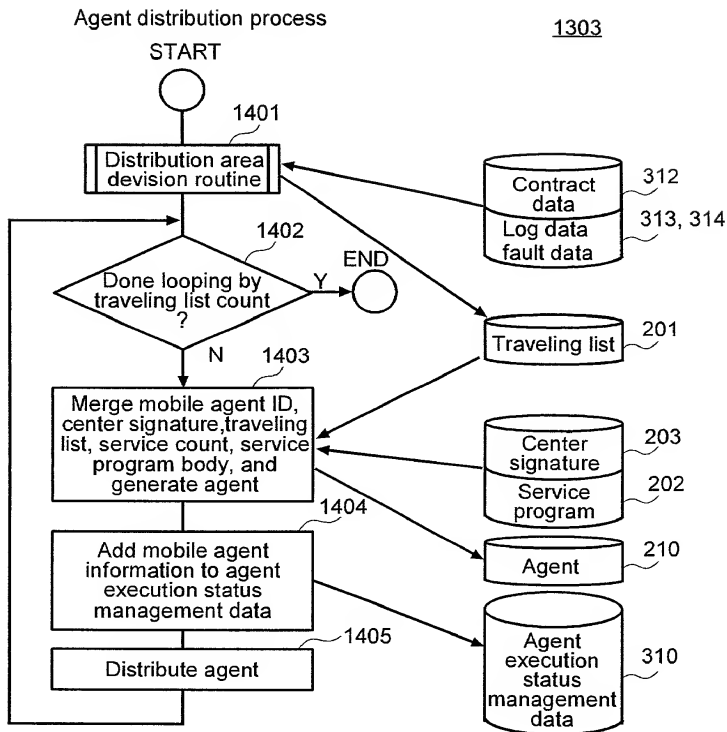 Agent distribution process
1303
START
1401
Distribution area
devision routine
Contract
data
312
Log data
fault data
313, 314
1402
Done looping by
traveling list count
?
Y
END
N
Traveling list
201
1403
Merge mobile agent ID,
center signature,traveling
list, service count, service
program body, and
generate agent
Center
signature
203
Service
program
202
1404
Add mobile agent
information to agent
execution status
management data
Agent
210
1405
Distribute agent
Agent
execution
status
management
data
310